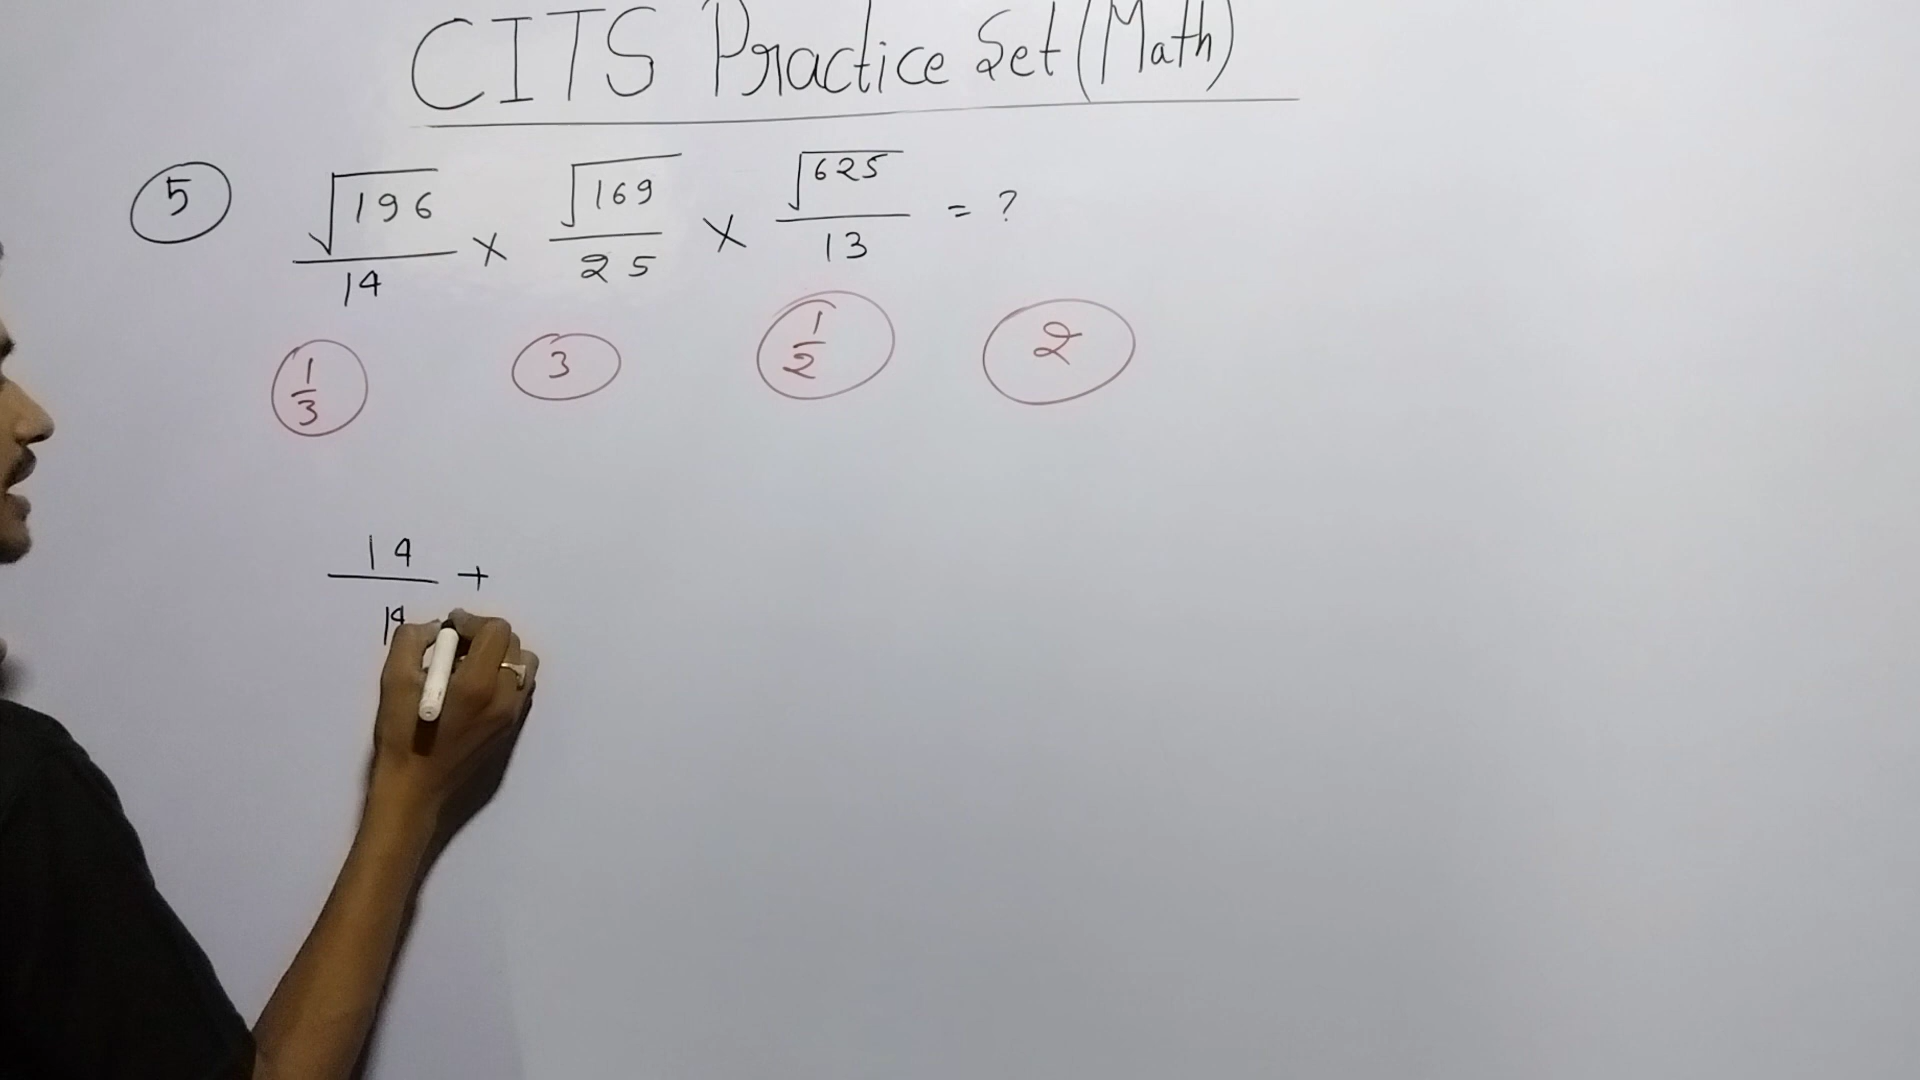 CITS Practice Set (Math)
5 √196/14 × √169/25 × √625/13 = ?
1/3 3 1/2 2
14/14 +